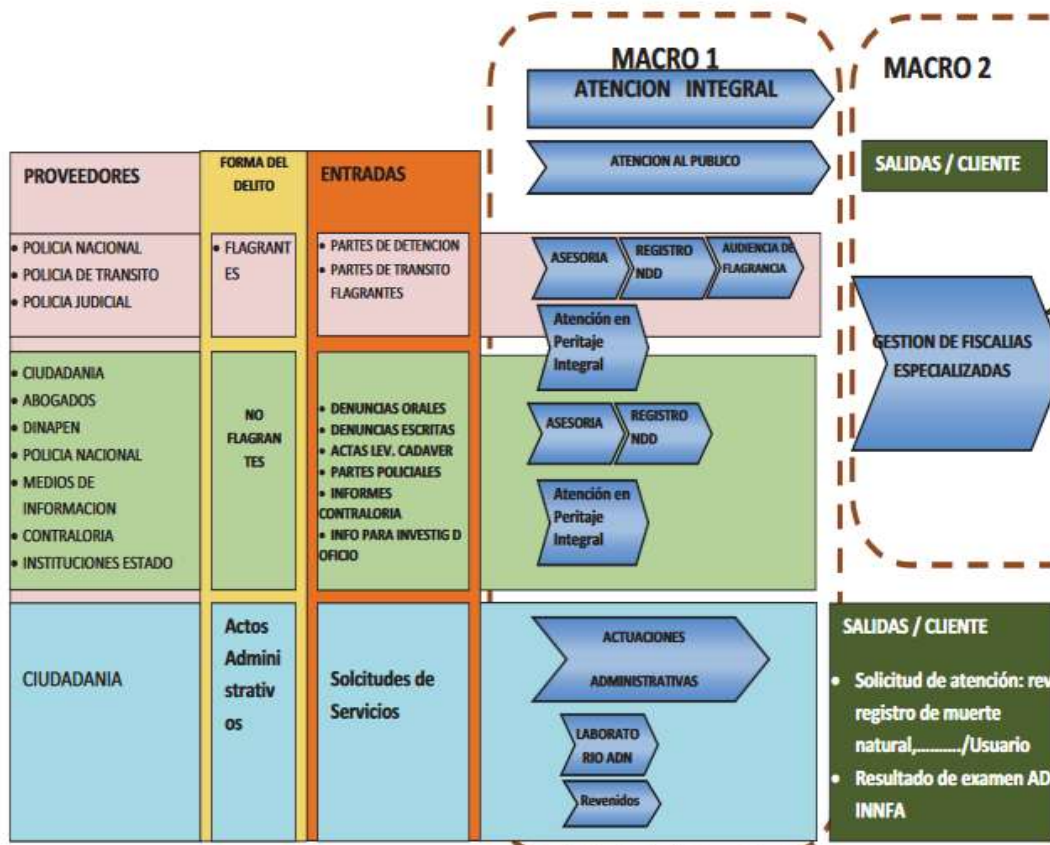 MACRO 1
ATENCION INTEGRAL
ATENCION AL PUBLICO
MACRO 2
SALIDAS / CLIENTE
PROVEEDORES
FORMA DEL
DELITO
ENTRADAS
• POLICIA NACIONAL
• POLICIA DE TRANSITO
• POLICIA JUDICIAL
• FLAGRANT
ES
• PARTES DE DETENCION
• PARTES DE TRANSITO
FLAGRANTES
ASESORIA
REGISTRO
NDD
AUDIENCIA DE
FLAGRANCIA
Atención en
Peritaje
Integral
GESTION DE FISCALIAS
ESPECIALIZADAS
• CIUDADANIA
• ABOGADOS
• DINAPEN
• POLICIA NACIONAL
• MEDIOS DE
INFORMACION
• CONTRALORIA
• INSTITUCIONES ESTADO
NO
FLAGRAN
TES
• DENUNCIAS ORALES
• DENUNCIAS ESCRITAS
• ACTAS LEV. CADAVER
• PARTES POLICIALES
• INFORMES
CONTRALORIA
• INFO PARA INVESTIG D
OFICIO
ASESORIA
REGISTRO
NDD
Atención en
Peritaje
Integral
CIUDADANIA
Actos
Admini
strativ
os
Solcitudes de
Servicios
ACTUACIONES
ADMINISTRATIVAS
LABORATO
RIO ADN
Revenidos
SALIDAS / CLIENTE
• Solicitud de atención:
registro de muerte
natural,........../Usuario
• Resultado de examen
INNFA